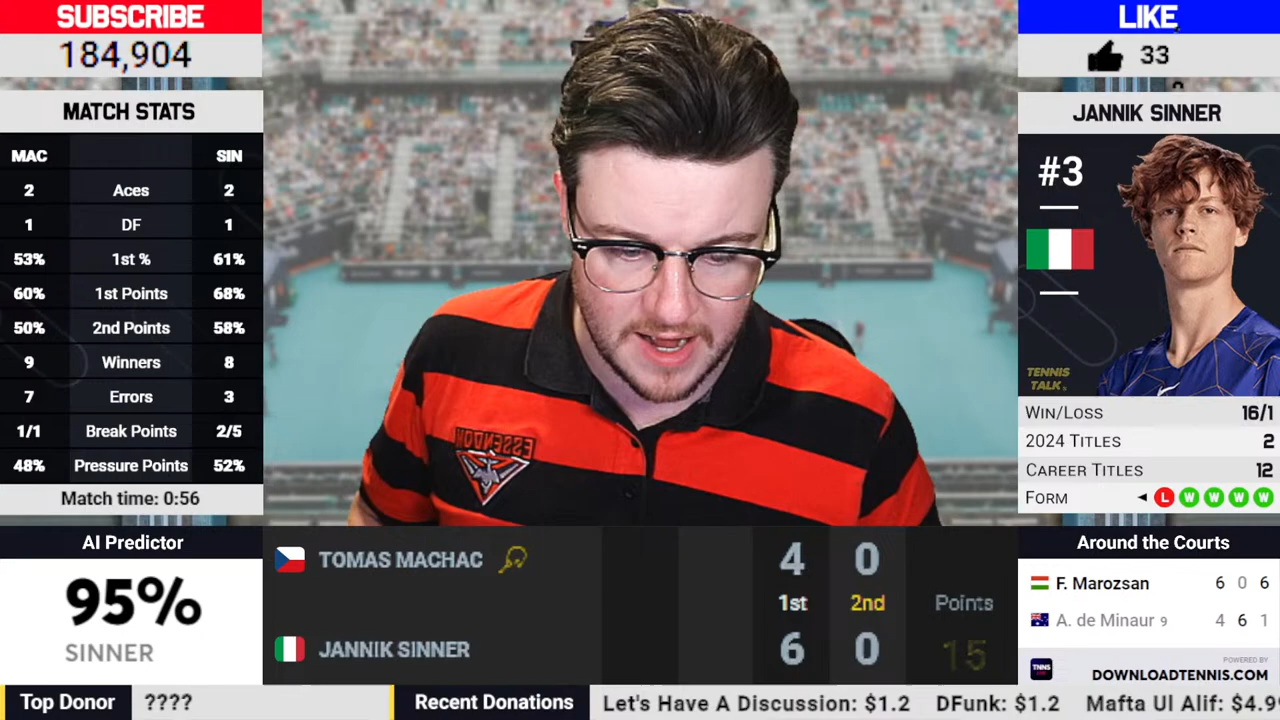 SUBSCRIBE
184,904
MATCH STATS
MAC SIN
2 Aces 2
1 DF 1
53% 1st % 61%
60% 1st Points 68%
50% 2nd Points 58%
9 Winners 8
7 Errors 3
1/1 Break Points 2/5
48% Pressure Points 52%
Match time: 0:56
AI Predictor
95%
SINNER
ESSENDON
TOMAS MACHAC 4 0
1st 2nd Points
JANNIK SINNER 6 0 15
LIKE
33
JANNIK SINNER
#3
TENNIS
TALK
WIN/LOSS 16/1
2024 TITLES 2
CAREER TITLES 12
FORM L W W W W
Around the Courts
F. Marozsan 6 0 6
A. de Minaur 9 4 6 1
TNNS
POWERED BY
DOWNLOADTENNIS.COM
Top Donor ????
Recent Donations Let's Have A Discussion: $1.2 DFunk: $1.2 Mafta Ul Alif: $4.9